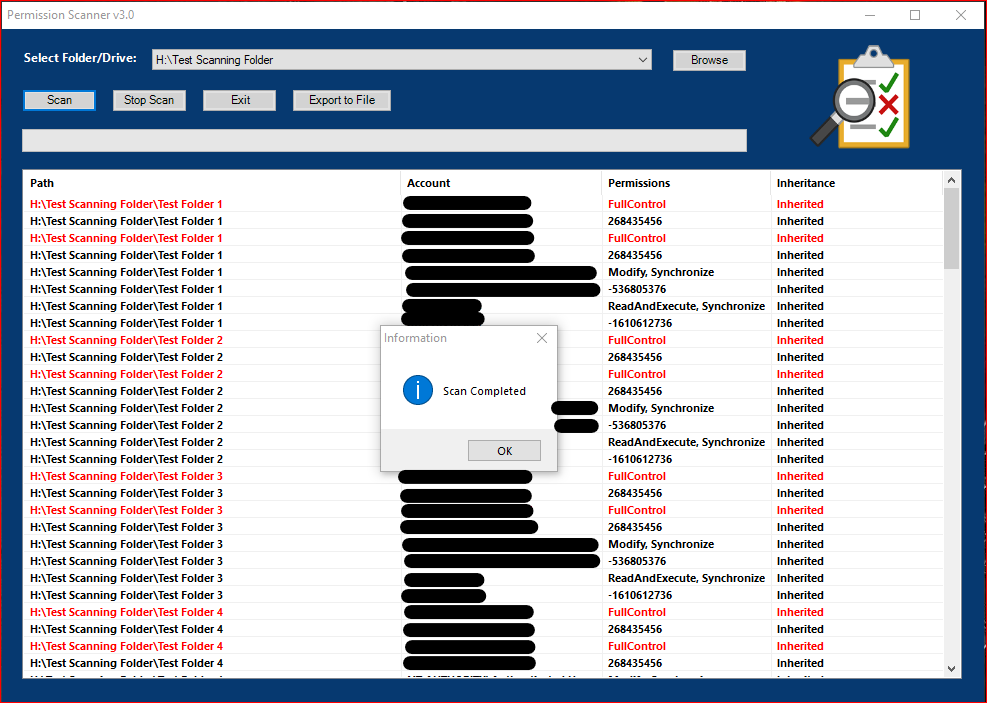 Permission Scanner v3.0
Select Folder/Drive: H:\Test Scanning Folder Browse
Scan Stop Scan Exit Export to File
Path Account Permissions Inheritance
H:\Test Scanning Folder\Test Folder 1 FullControl Inherited
H:\Test Scanning Folder\Test Folder 1 268435456 Inherited
H:\Test Scanning Folder\Test Folder 1 FullControl Inherited
H:\Test Scanning Folder\Test Folder 1 268435456 Inherited
H:\Test Scanning Folder\Test Folder 1 Modify, Synchronize Inherited
H:\Test Scanning Folder\Test Folder 1 -536805376 Inherited
H:\Test Scanning Folder\Test Folder 1 ReadAndExecute, Synchronize Inherited
H:\Test Scanning Folder\Test Folder 1 -1610612736 Inherited
H:\Test Scanning Folder\Test Folder 2 FullControl Inherited
H:\Test Scanning Folder\Test Folder 2 268435456 Inherited
H:\Test Scanning Folder\Test Folder 2 FullControl Inherited
H:\Test Scanning Folder\Test Folder 2 268435456 Inherited
H:\Test Scanning Folder\Test Folder 2 Modify, Synchronize Inherited
H:\Test Scanning Folder\Test Folder 2 -536805376 Inherited
H:\Test Scanning Folder\Test Folder 2 ReadAndExecute, Synchronize Inherited
H:\Test Scanning Folder\Test Folder 2 -1610612736 Inherited
H:\Test Scanning Folder\Test Folder 3 FullControl Inherited
H:\Test Scanning Folder\Test Folder 3 268435456 Inherited
H:\Test Scanning Folder\Test Folder 3 FullControl Inherited
H:\Test Scanning Folder\Test Folder 3 268435456 Inherited
H:\Test Scanning Folder\Test Folder 3 Modify, Synchronize Inherited
H:\Test Scanning Folder\Test Folder 3 -536805376 Inherited
H:\Test Scanning Folder\Test Folder 3 ReadAndExecute, Synchronize Inherited
H:\Test Scanning Folder\Test Folder 3 -1610612736 Inherited
H:\Test Scanning Folder\Test Folder 4 FullControl Inherited
H:\Test Scanning Folder\Test Folder 4 268435456 Inherited
H:\Test Scanning Folder\Test Folder 4 FullControl Inherited
H:\Test Scanning Folder\Test Folder 4 268435456 Inherited
Information
Scan Completed
OK